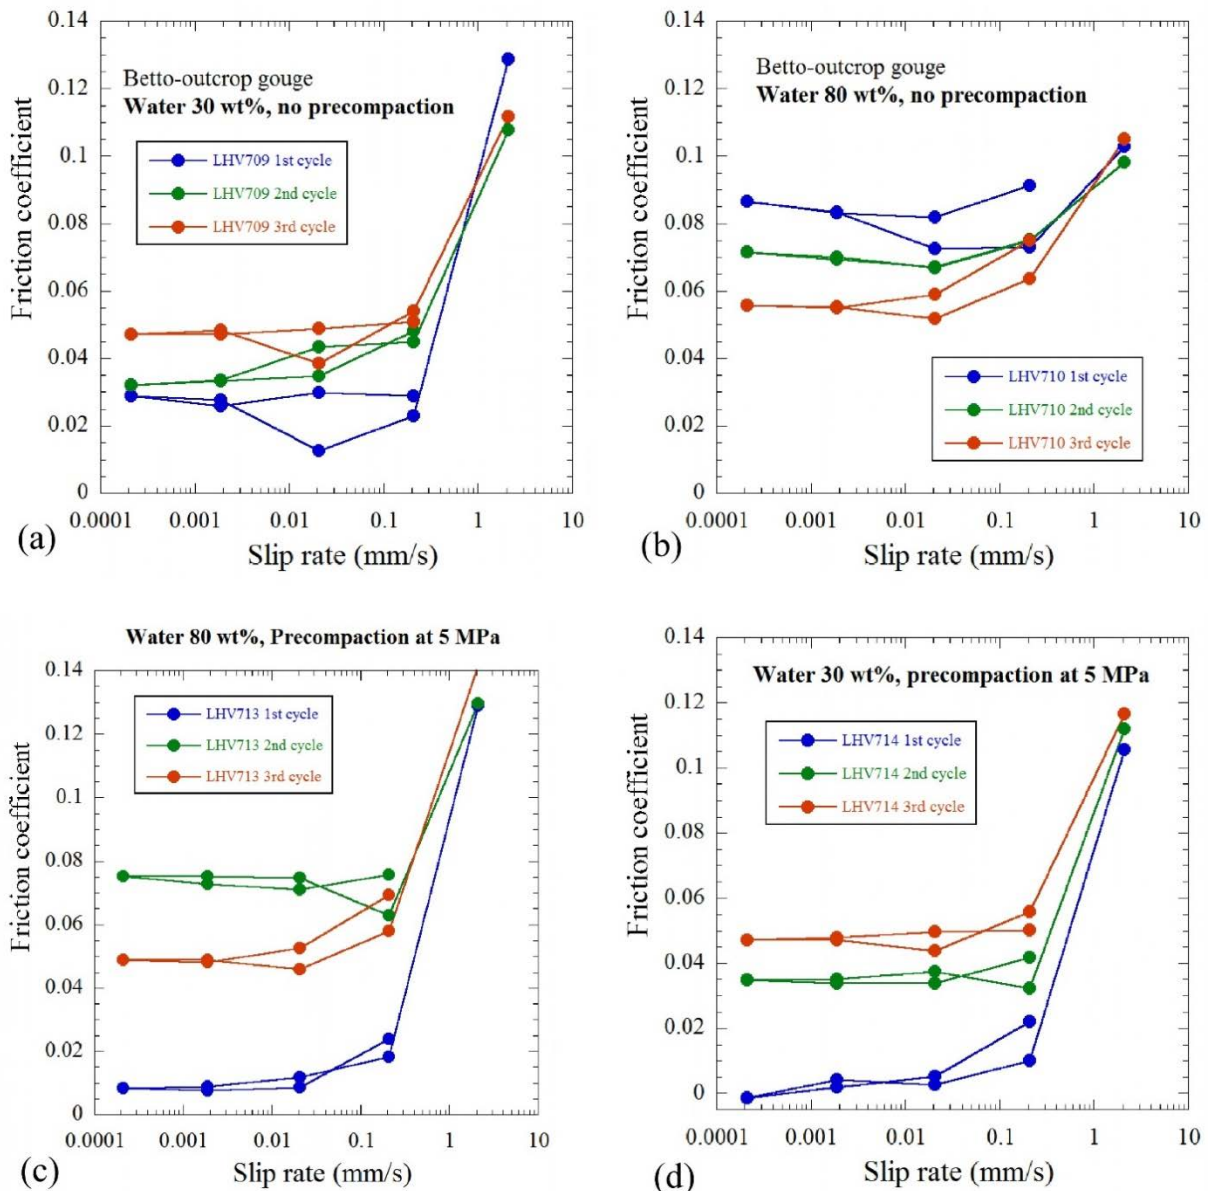 0.14
0.12
0.1
0.08
0.06
0.04
0.02
0
Friction coefficient
Betto-outcrop gouge
Water 30 wt%, no precompaction
LHV709 1st cycle
LHV709 2nd cycle
LHV709 3rd cycle
0.0001 0.001 0.01 0.1 1 10
Slip rate (mm/s)
(a)
0.14
0.12
0.1
0.08
0.06
0.04
0.02
0
Friction coefficient
Betto-outcrop gouge
Water 80 wt%, no precompaction
LHV710 1st cycle
LHV710 2nd cycle
LHV710 3rd cycle
0.0001 0.001 0.01 0.1 1 10
Slip rate (mm/s)
(b)
Water 80 wt%, Precompaction at 5 MPa
0.14
0.12
0.1
0.08
0.06
0.04
0.02
0
Friction coefficient
LHV713 1st cycle
LHV713 2nd cycle
LHV713 3rd cycle
0.0001 0.001 0.01 0.1 1 10
Slip rate (mm/s)
(c)
0.14
0.12
0.1
0.08
0.06
0.04
0.02
0
Friction coefficient
Water 30 wt%, precompaction at 5 MPa
LHV714 1st cycle
LHV714 2nd cycle
LHV714 3rd cycle
0.0001 0.001 0.01 0.1 1 10
Slip rate (mm/s)
(d)